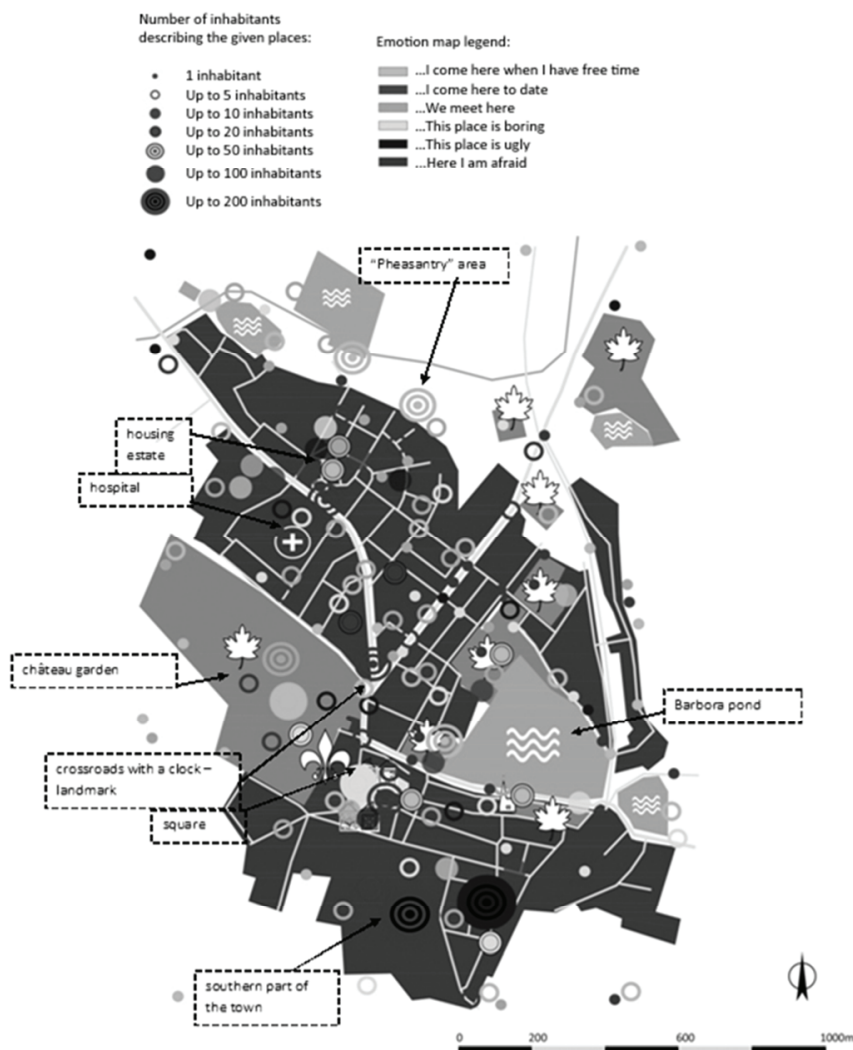 Number of inhabitants
describing the given places:
1 inhabitant
Up to 5 inhabitants
Up to 10 inhabitants
Up to 20 inhabitants
Up to 50 inhabitants
Up to 100 inhabitants
Up to 200 inhabitants
Emotion map legend:
...I come here when I have free time
...I come here to date
...We meet here
...This place is boring
...This place is ugly
...Here I am afraid
"Pheasantry" area
housing
estate
hospital
château garden
Barbora pond
crossroads with a clock –
landmark
square
southern part of
the town
0 200 600 1000m